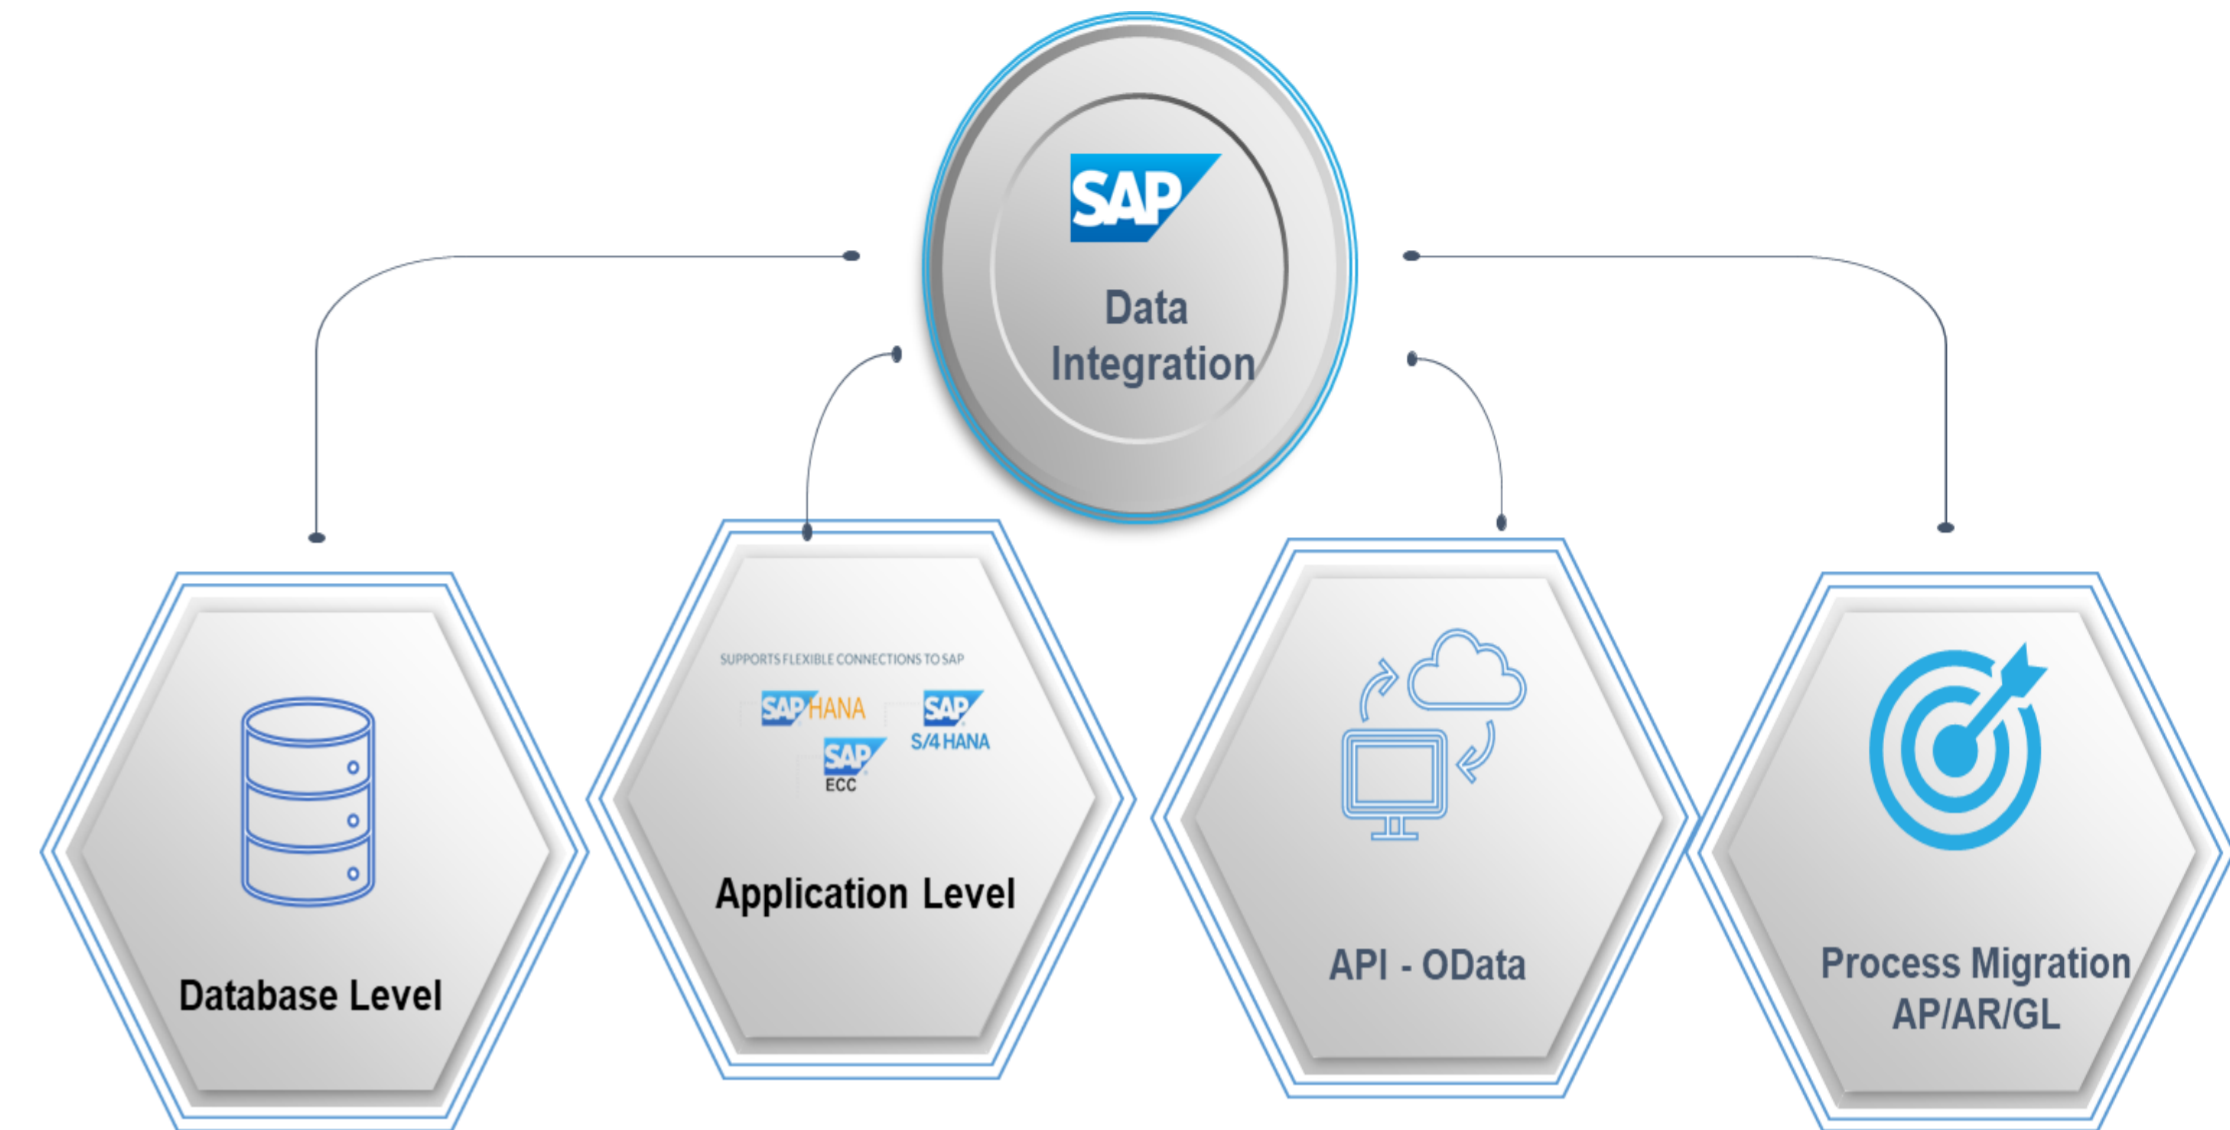 SAP
Data
Integration
SUPPORTS FLEXIBLE CONNECTIONS TO SAP
SAP HANA
SAP
S/4 HANA
SAP
ECC
Application Level
Database Level
API - OData
Process Migration
AP/AR/GL